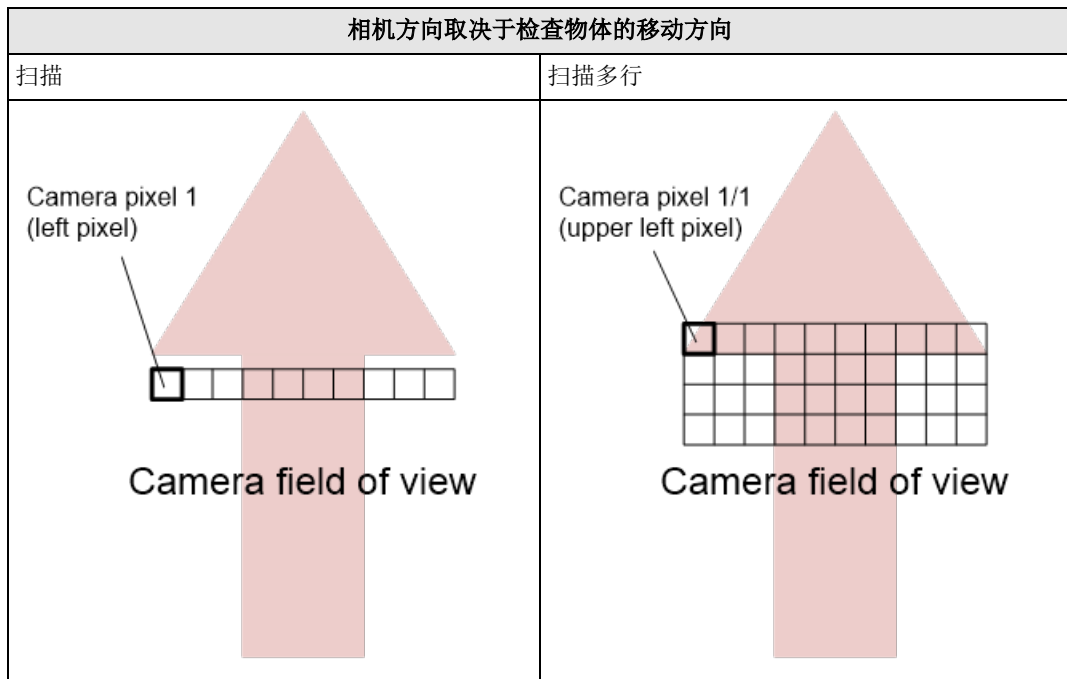 相机方向取决于检查物体的移动方向
扫描
扫描多行
Camera pixel 1
(left pixel)
Camera field of view
Camera pixel 1/1
(upper left pixel)
Camera field of view